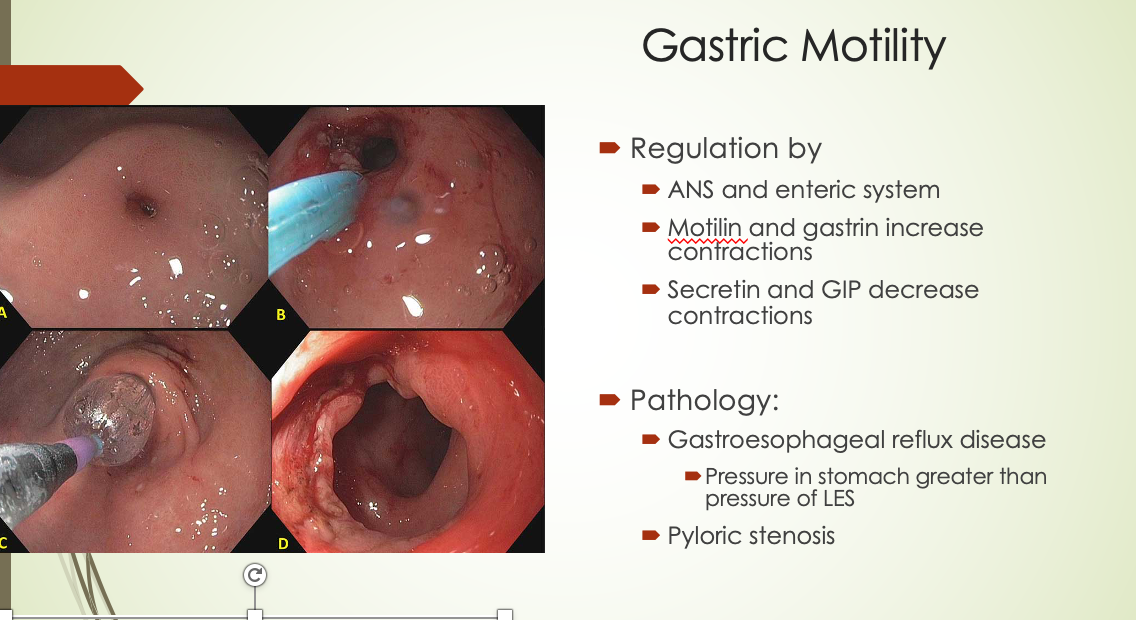 Gastric Motility
Regulation by
ANS and enteric system
Motilin and gastrin increase
contractions
Secretin and GIP decrease
contractions
Pathology:
Gastroesophageal reflux disease
Pressure in stomach greater than
pressure of LES
Pyloric stenosis
A
B
C
D